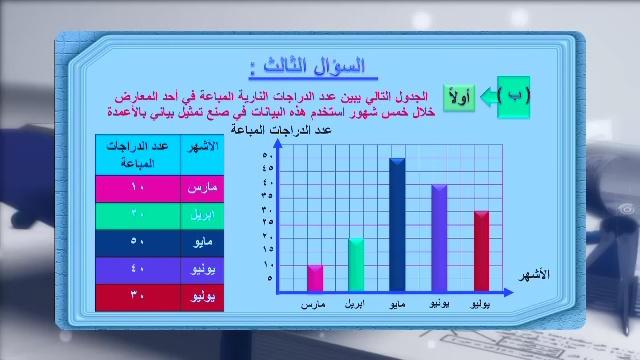 السؤال الثالث :
( ب )
أولاً
الجدول التالي يبين عدد الدراجات النارية المباعة في أحد المعارض
خلال خمس شهور استخدم هذه البيانات في صنع تمثيل بياني بالأعمدة
عدد الدراجات المباعة
الأشهر عدد الدراجات المباعة
مارس ١٠
ابريل ٢٠
مايو ٥٠
يونيو ٤٠
يوليو ٣٠
٥٠
٤٥
٤٠
٣٥
٣٠
٢٥
٢٠
١٥
١٠
٥
مارس ابريل مايو يونيو يوليو
الأشهر